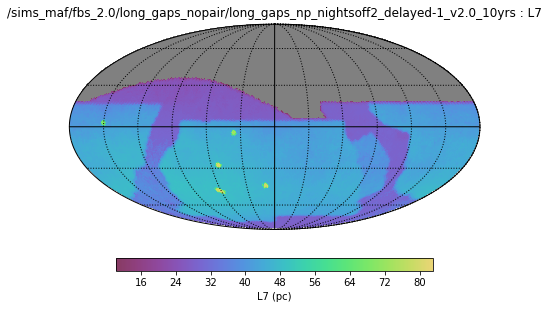 /sims_maf/fbs_2.0/long_gaps_nopair/long_gaps_np_nightsoff2_delayed-1_v2.0_10yrs : L7
16 24 32 40 48 56 64 72 80
L7 (pc)